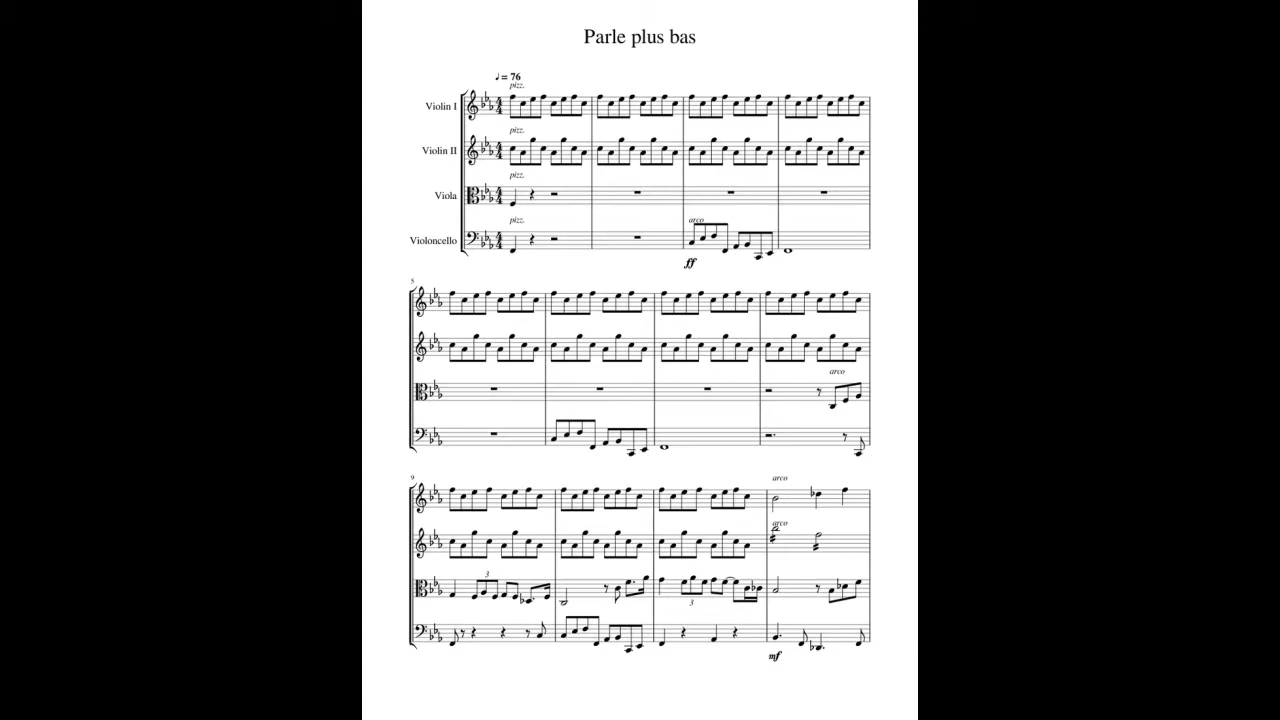 Parle plus bas
♩ = 76
pizz.
Violin I
pizz.
Violin II
pizz.
Viola
pizz.
arco
Violoncello
ff
5
arco
9
arco
arco
3
3
mf